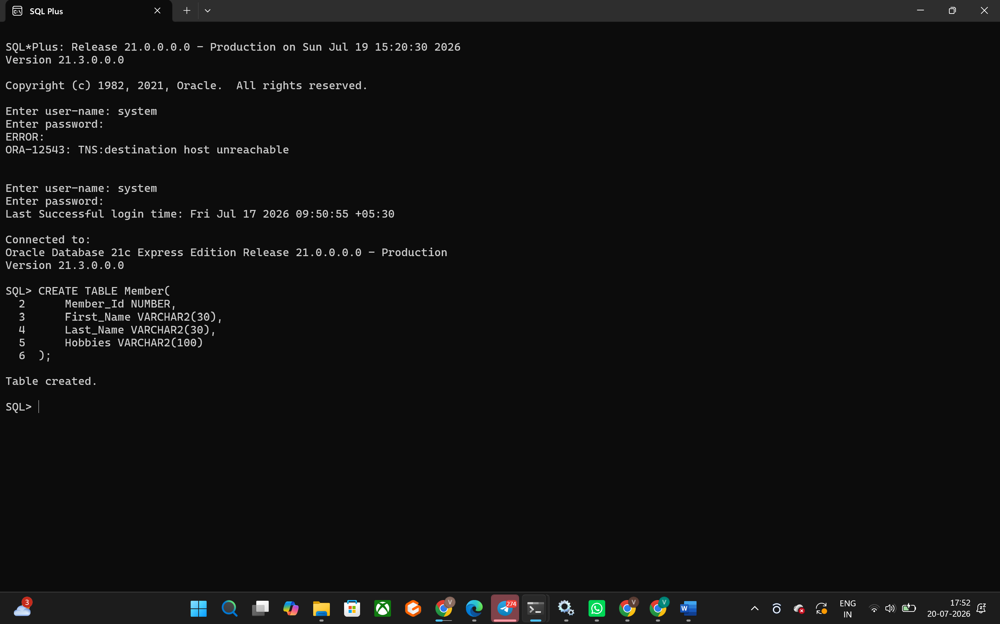 SQL Plus
SQL*Plus: Release 21.0.0.0.0 - Production on Sun Jul 19 15:20:30 2026
Version 21.3.0.0.0
Copyright (c) 1982, 2021, Oracle.  All rights reserved.
Enter user-name: system
Enter password:
ERROR:
ORA-12543: TNS:destination host unreachable
Enter user-name: system
Enter password:
Last Successful login time: Fri Jul 17 2026 09:50:55 +05:30
Connected to:
Oracle Database 21c Express Edition Release 21.0.0.0.0 - Production
Version 21.3.0.0.0
SQL> CREATE TABLE Member(
  2      Member_Id NUMBER,
  3      First_Name VARCHAR2(30),
  4      Last_Name VARCHAR2(30),
  5      Hobbies VARCHAR2(100)
  6  );
Table created.
SQL>
3
V
274
V
V
W
ENG
IN
17:52
20-07-2026